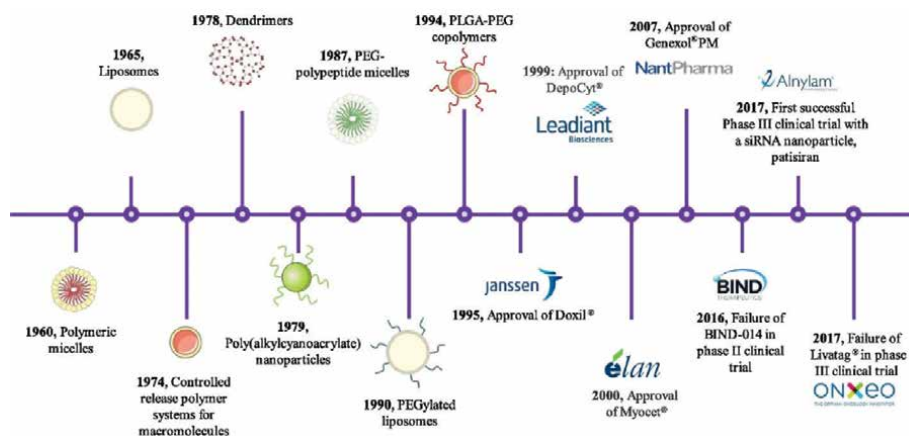 1965,
Liposomes
1978, Dendrimers
1987, PEG-
polypeptide micelles
1994, PLGA-PEG
copolymers
1999: Approval of
DepoCyt®
Leadiant
Biosciences
2007, Approval of
Genexol®PM
NantPharma
Alnylam
2017, First successful
Phase III clinical trial with
a siRNA nanoparticle,
patisiran
1960, Polymeric
micelles
1974, Controlled
release polymer
systems for
macromolecules
1979,
Poly(alkylcyanoacrylate)
nanoparticles
1990, PEGylated
liposomes
janssen
1995, Approval of Doxil®
élan
2000, Approval
of Myocet®
BIND
THERAPEUTICS
2016, Failure of
BIND-014 in
phase II clinical
trial
2017, Failure of
Livatag® in phase
III clinical trial
ONXEO